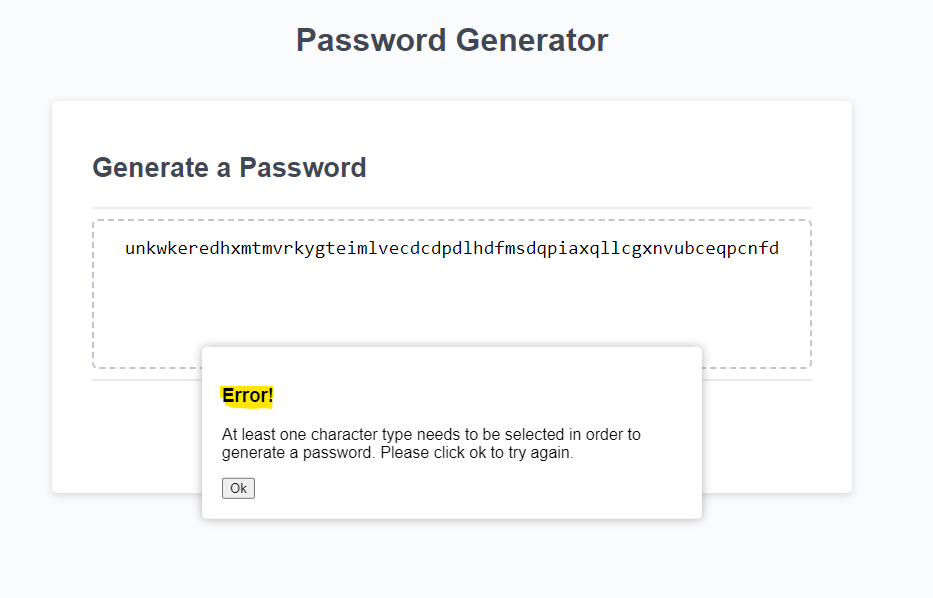 Password Generator
Generate a Password
unkwkeredhxmtmvrkygteimlvecdcdpdlhdfmsdqpiaxqllcgxnvubceqpcnfd
Error!
At least one character type needs to be selected in order to
generate a password. Please click ok to try again.
Ok